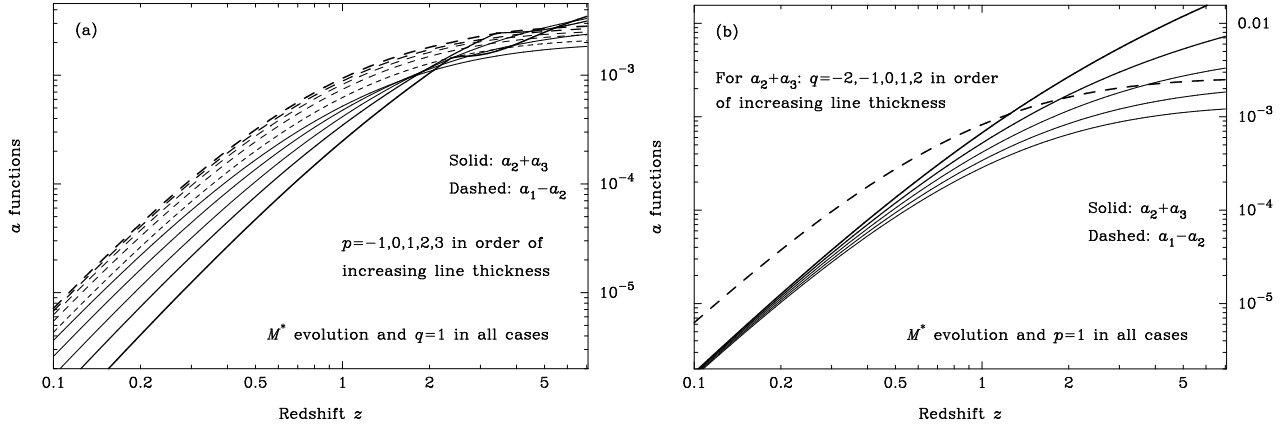 (a)
Solid: a₂+a₃
Dashed: a₁−a₂
p=−1,0,1,2,3 in order of
increasing line thickness
M* evolution and q=1 in all cases
a functions
10⁻³
10⁻⁴
10⁻⁵
0.1 0.2 0.5 1 2 5
Redshift z
(b)
For a₂+a₃: q=−2,−1,0,1,2 in order
of increasing line thickness
Solid: a₂+a₃
Dashed: a₁−a₂
M* evolution and p=1 in all cases
a functions
0.01
10⁻³
10⁻⁴
10⁻⁵
0.1 0.2 0.5 1 2 5
Redshift z